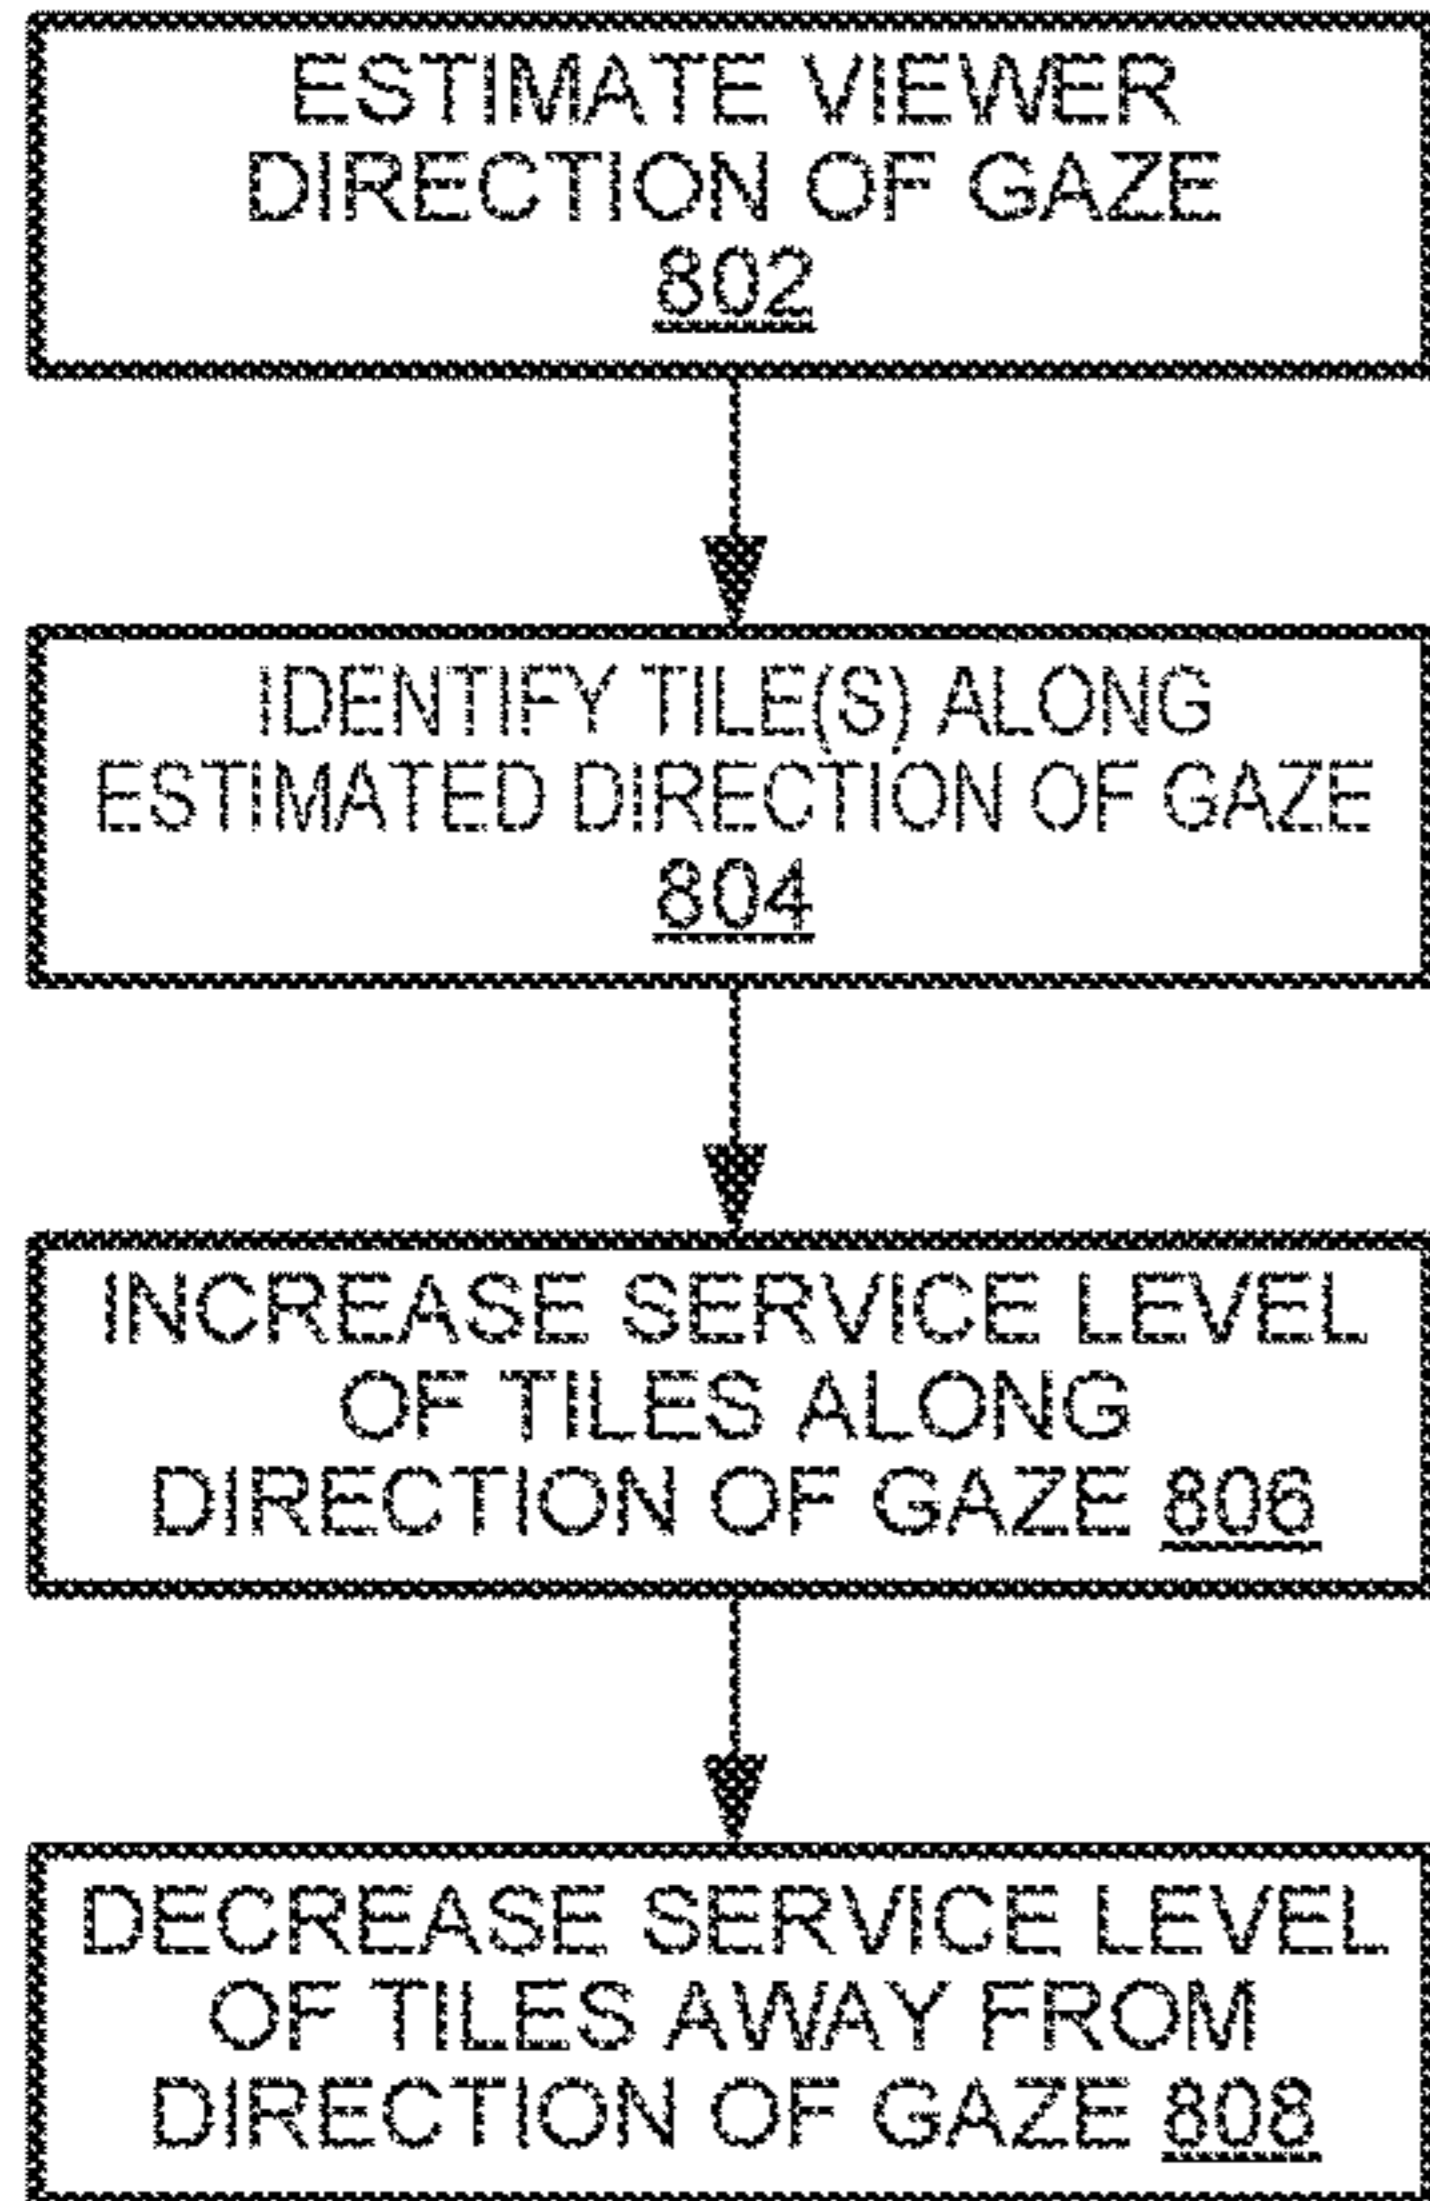 ESTIMATE VIEWER
DIRECTION OF GAZE
802
IDENTIFY TILE(S) ALONG
ESTIMATED DIRECTION OF GAZE
804
INCREASE SERVICE LEVEL
OF TILES ALONG
DIRECTION OF GAZE 806
DECREASE SERVICE LEVEL
OF TILES AWAY FROM
DIRECTION OF GAZE 808